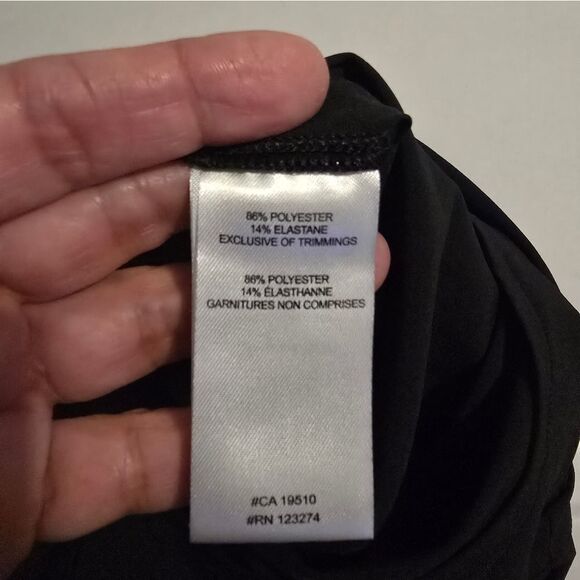 86% POLYESTER
14% ELASTANE
EXCLUSIVE OF TRIMMINGS
86% POLYESTER
14% ÉLASTHANNE
GARNITURES NON COMPRISES
#CA 19510
#RN 123274